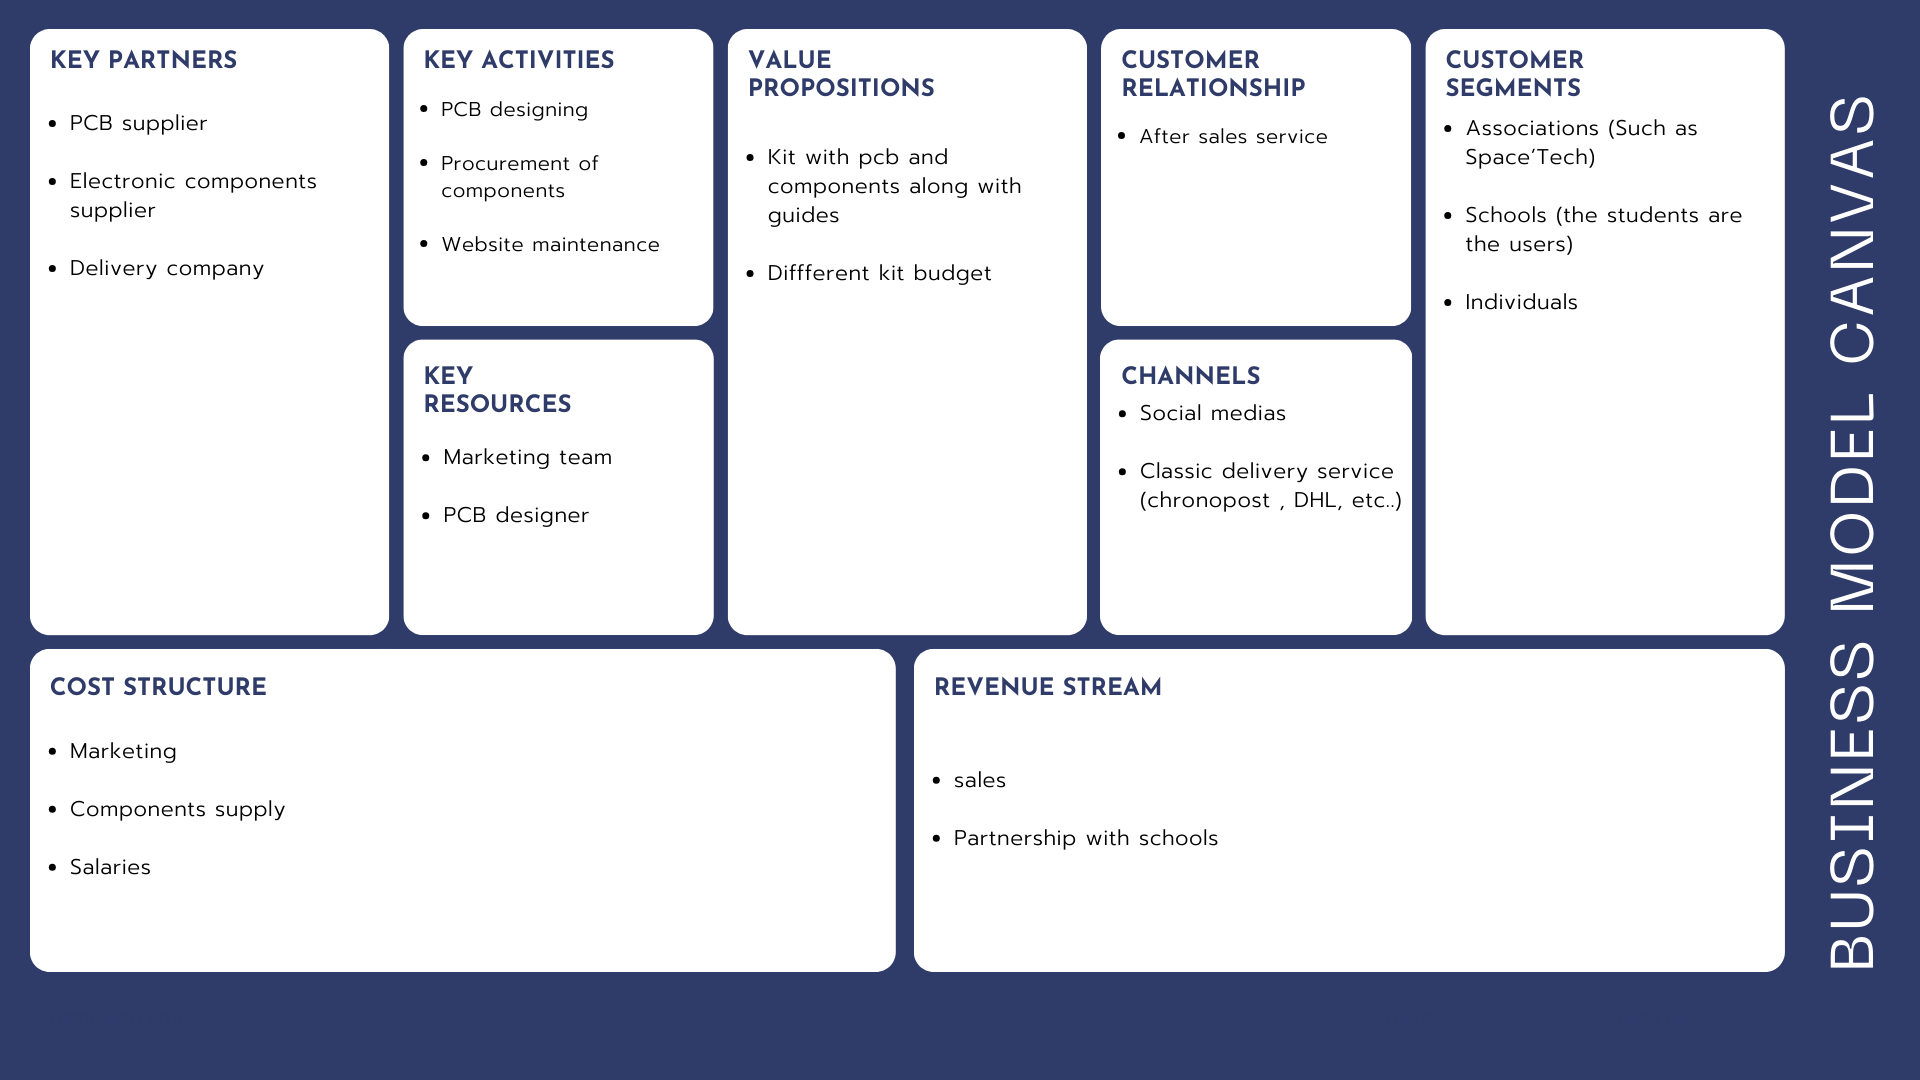 KEY PARTNERS
PCB supplier
Electronic components
supplier
Delivery company
KEY ACTIVITIES
PCB designing
Procurement of
components
Website maintenance
KEY
RESOURCES
Marketing team
PCB designer
VALUE
PROPOSITIONS
Kit with pcb and
components along with
guides
Diffferent kit budget
CUSTOMER
RELATIONSHIP
After sales service
CHANNELS
Social medias
Classic delivery service
(chronopost , DHL, etc..)
CUSTOMER
SEGMENTS
Associations (Such as
Space’Tech)
Schools (the students are
the users)
Individuals
COST STRUCTURE
Marketing
Components supply
Salaries
REVENUE STREAM
sales
Partnership with schools
BUSINESS MODEL CANVAS